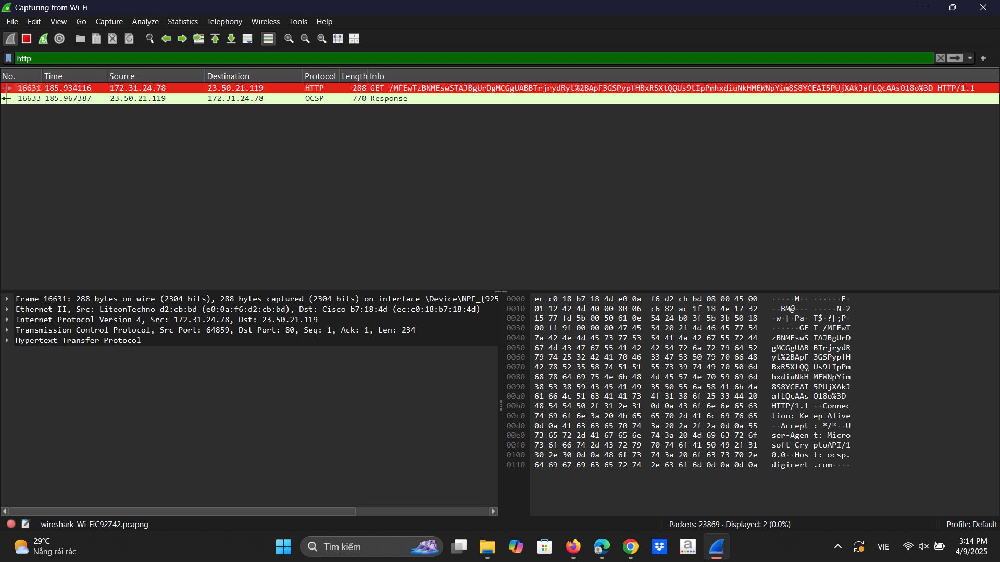 Capturing from Wi-Fi
File Edit View Go Capture Analyze Statistics Telephony Wireless Tools Help
http
No. Time Source Destination Protocol Length Info
16631 185.934116 172.31.24.78 23.50.21.119 HTTP 288 GET /MFEwTzBNMEswSTAJBgUrDgMCGgUABBTrjrydRyt%2BApF3GSPypfHBxR5XtQQUs9tIpPmhxdiuNkHMEWNpYim8S8YCEAI5PUjXAkJafLQcAAsO18o%3D HTTP/1.1
16633 185.967387 23.50.21.119 172.31.24.78 OCSP 770 Response
Frame 16631: 288 bytes on wire (2304 bits), 288 bytes captured (2304 bits) on interface \Device\NPF_{925
Ethernet II, Src: LiteonTechno_d2:cb:bd (e0:0a:f6:d2:cb:bd), Dst: Cisco_b7:18:4d (ec:c0:18:b7:18:4d)
Internet Protocol Version 4, Src: 172.31.24.78, Dst: 23.50.21.119
Transmission Control Protocol, Src Port: 64859, Dst Port: 80, Seq: 1, Ack: 1, Len: 234
Hypertext Transfer Protocol
0000 ec c0 18 b7 18 4d e0 0a f6 d2 cb bd 08 00 45 00 ·····M·· ······E·
0010 01 12 42 4d 40 00 80 06 c6 82 ac 1f 18 4e 17 32 ··BM@··· ·····N·2
0020 15 77 fd 5b 00 50 61 0e 54 24 b0 3f 5b 3b 50 18 ·w·[·Pa· T$·?[;P·
0030 00 ff 9f 00 00 00 47 45 54 20 2f 4d 46 45 77 54 ······GE T /MFEwT
0040 7a 42 4e 4d 45 73 77 53 54 41 4a 42 67 55 72 44 zBNMEswS TAJBgUrD
0050 67 4d 43 47 67 55 41 42 42 54 72 6a 72 79 64 52 gMCGgUAB BTrjrydR
0060 79 74 25 32 42 41 70 46 33 47 53 50 79 70 66 48 yt%2BApF 3GSPypfH
0070 42 78 52 35 58 74 51 51 55 73 39 74 49 70 50 6d BxR5XtQQ Us9tIpPm
0080 68 78 64 69 75 4e 6b 48 4d 45 57 4e 70 59 69 6d hxdiuNkH MEWNpYim
0090 38 53 38 59 43 45 41 49 35 50 55 6a 58 41 6b 4a 8S8YCEAI 5PUjXAkJ
00a0 61 66 4c 51 63 41 41 73 4f 31 38 6f 25 33 44 20 afLQcAAs O18o%3D
00b0 48 54 54 50 2f 31 2e 31 0d 0a 43 6f 6e 6e 65 63 HTTP/1.1 ··Connec
00c0 74 69 6f 6e 3a 20 4b 65 65 70 2d 41 6c 69 76 65 tion: Ke ep-Alive
00d0 0d 0a 41 63 63 65 70 74 3a 20 2a 2f 2a 0d 0a 55 ··Accept : */*··U
00e0 73 65 72 2d 41 67 65 6e 74 3a 20 4d 69 63 72 6f ser-Agen t: Micro
00f0 73 6f 66 74 2d 43 72 79 70 74 6f 41 50 49 2f 31 soft-Cry ptoAPI/1
0100 30 2e 30 0d 0a 48 6f 73 74 3a 20 6f 63 73 70 2e 0.0··Hos t: ocsp.
0110 64 69 67 69 63 65 72 74 2e 63 6f 6d 0d 0a 0d 0a digicert .com····
wireshark_Wi-FiC92Z42.pcapng
Packets: 23869 · Displayed: 2 (0.0%)
Profile: Default
29°C
Nắng rải rác
Tìm kiếm
VIE
3:14 PM
4/9/2025